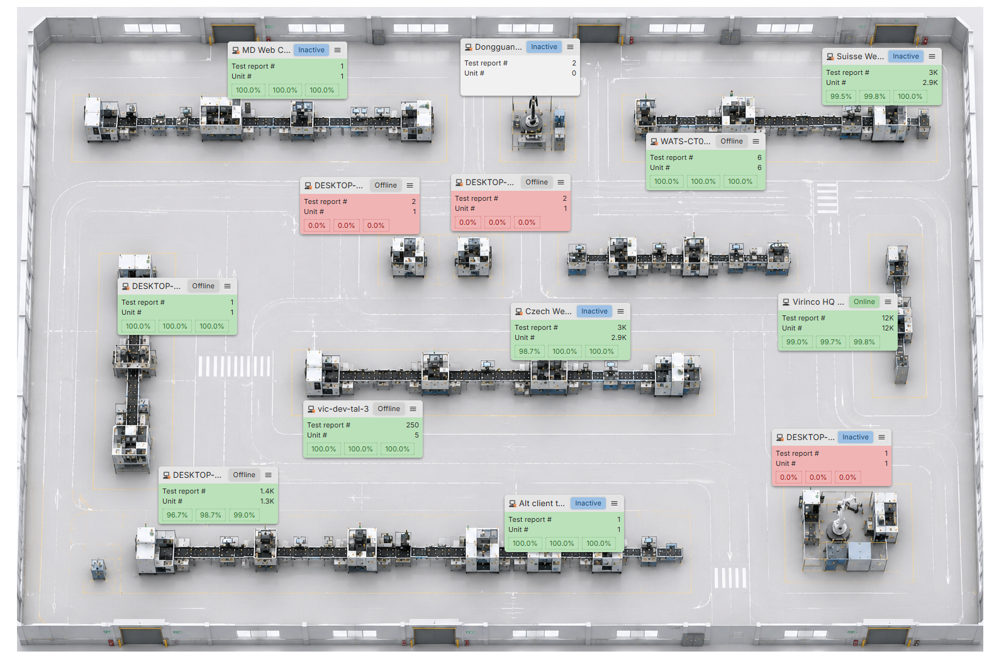 MD Web C... Inactive
Test report # 1
Unit # 1
100.0% 100.0% 100.0%
Dongguan... Inactive
Test report # 2
Unit # 0
Suisse We... Inactive
Test report # 3K
Unit # 2.9K
99.5% 99.8% 100.0%
WATS-CT0... Offline
Test report # 6
Unit # 6
100.0% 100.0% 100.0%
DESKTOP-... Offline
Test report # 2
Unit # 1
0.0% 0.0% 0.0%
DESKTOP-... Offline
Test report # 2
Unit # 1
0.0% 0.0% 0.0%
DESKTOP-... Offline
Test report # 1
Unit # 1
100.0% 100.0% 100.0%
Czech We... Inactive
Test report # 3K
Unit # 2.9K
98.7% 100.0% 100.0%
Virinco HQ ... Online
Test report # 12K
Unit # 12K
99.0% 99.7% 99.8%
vic-dev-tal-3 Offline
Test report # 250
Unit # 5
100.0% 100.0% 100.0%
DESKTOP-... Inactive
Test report # 1
Unit # 1
0.0% 0.0% 0.0%
DESKTOP-... Offline
Test report # 1.4K
Unit # 1.3K
96.7% 98.7% 99.0%
Alt client t... Inactive
Test report # 1
Unit # 1
100.0% 100.0% 100.0%